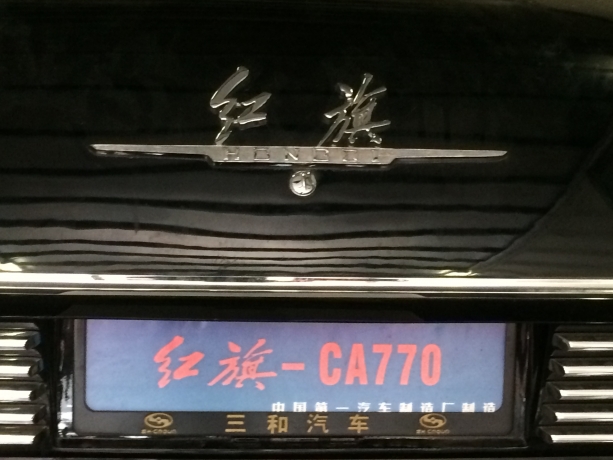 红旗
HONGQI
红旗-CA770
中国第一汽车制造厂制造
三和汽车